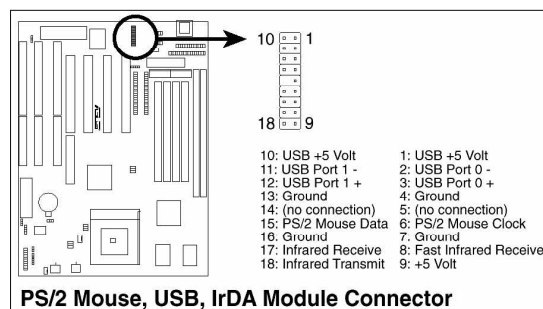 10 1
18 9
10: USB +5 Volt 1: USB +5 Volt
11: USB Port 1 - 2: USB Port 0 -
12: USB Port 1 + 3: USB Port 0 +
13: Ground 4: Ground
14: (no connection) 5: (no connection)
15: PS/2 Mouse Data 6: PS/2 Mouse Clock
16: Ground 7: Ground
17: Infrared Receive 8: Fast Infrared Receive
18: Infrared Transmit 9: +5 Volt
PS/2 Mouse, USB, IrDA Module Connector